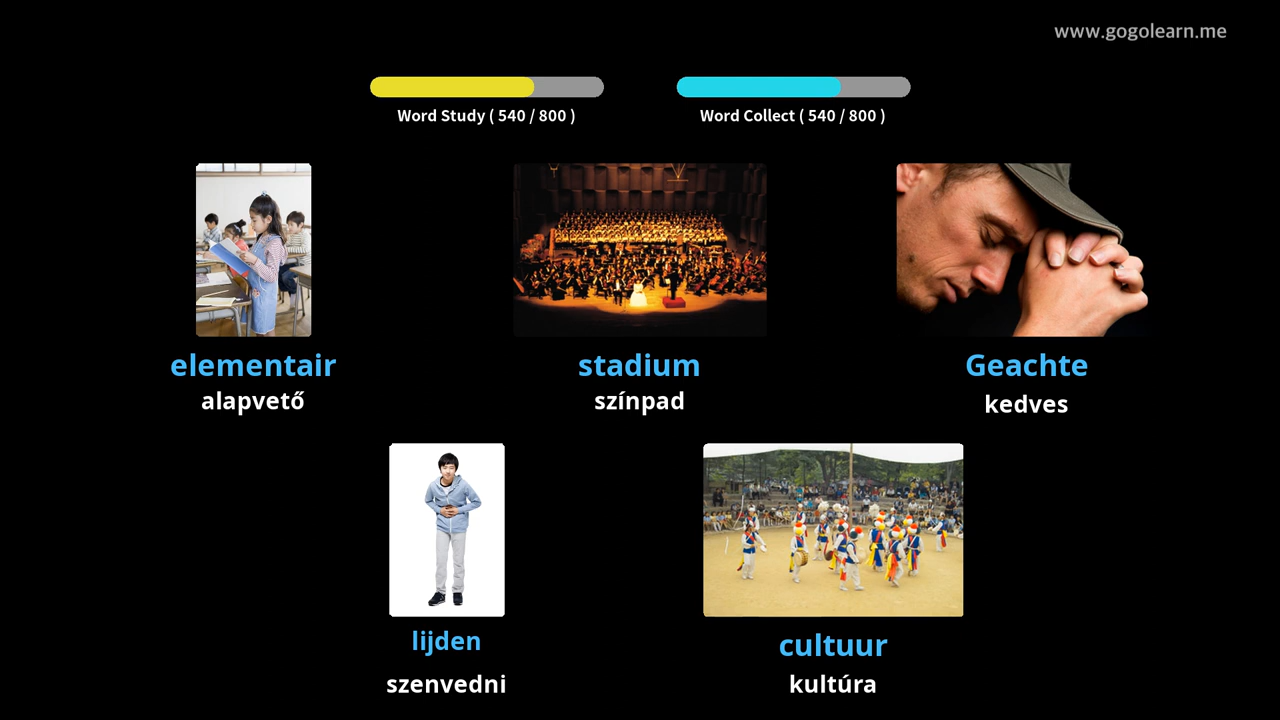 www.gogolearn.me
Word Study ( 540 / 800 )
Word Collect ( 540 / 800 )
elementair
alapvető
stadium
színpad
Geachte
kedves
lijden
szenvedni
cultuur
kultúra